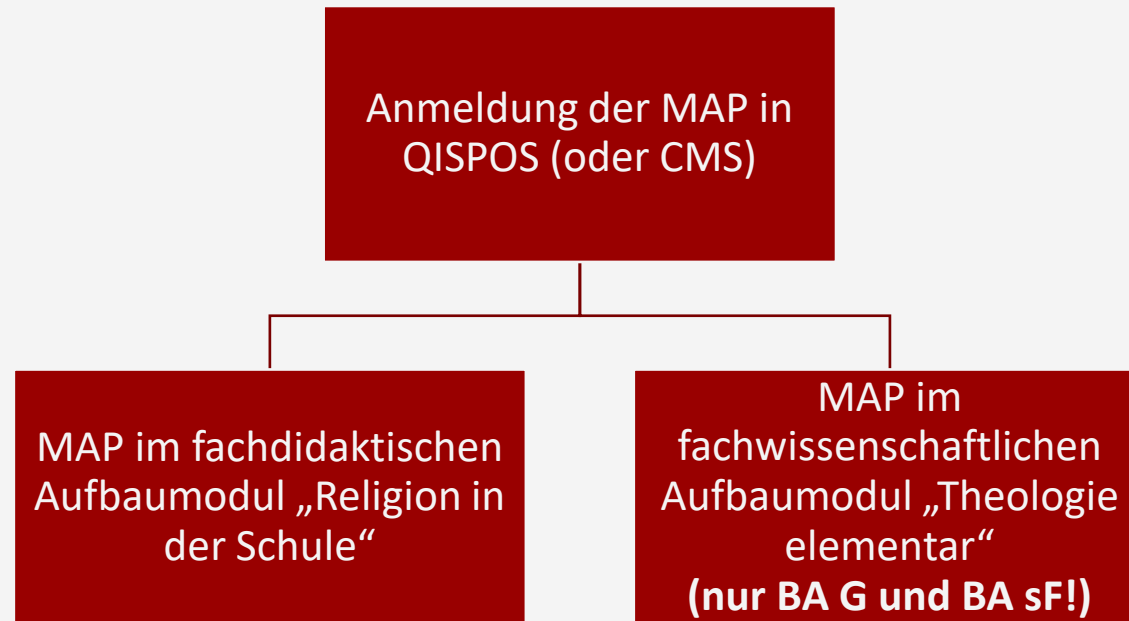 Anmeldung der MAP in
QISPOS (oder CMS)
MAP im fachdidaktischen
Aufbaumodul „Religion in
der Schule“
MAP im
fachwissenschaftlichen
Aufbaumodul „Theologie
elementar“
(nur BA G und BA sF!)